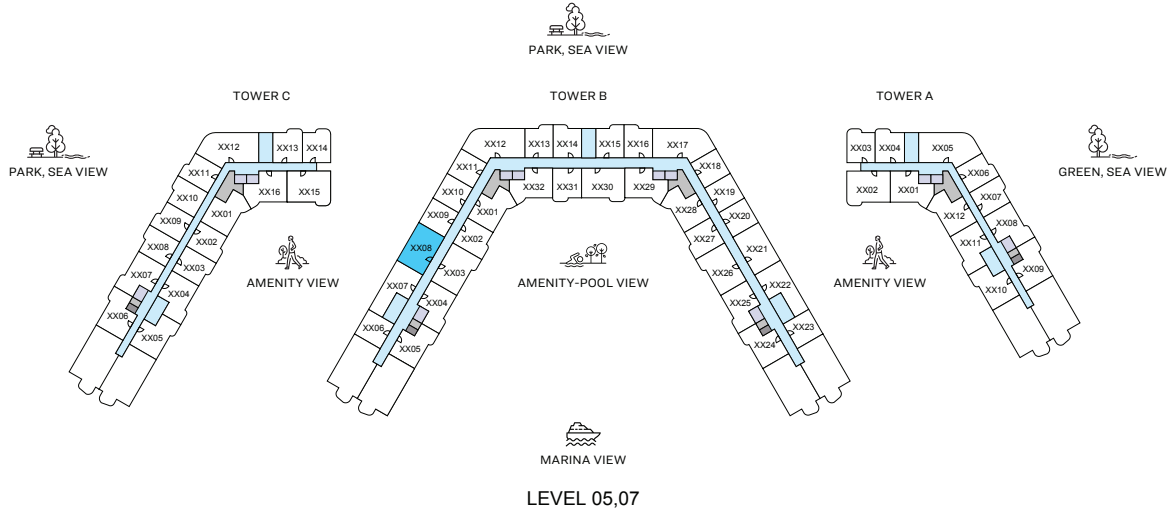 PARK, SEA VIEW
TOWER C
TOWER B
TOWER A
PARK, SEA VIEW
GREEN, SEA VIEW
XX12
XX13
XX14
XX11
XX16
XX15
XX10
XX01
XX09
XX02
XX08
XX03
XX07
XX04
XX06
XX05
AMENITY VIEW
XX12
XX13
XX14
XX15
XX16
XX17
XX11
XX18
XX32
XX31
XX30
XX29
XX10
XX19
XX01
XX28
XX09
XX20
XX02
XX27
XX08
XX21
XX03
XX26
XX07
XX22
XX04
XX25
XX06
XX23
XX05
XX24
AMENITY-POOL VIEW
XX03
XX04
XX05
XX02
XX01
XX06
XX12
XX07
XX11
XX08
XX10
XX09
AMENITY VIEW
MARINA VIEW
LEVEL 05,07